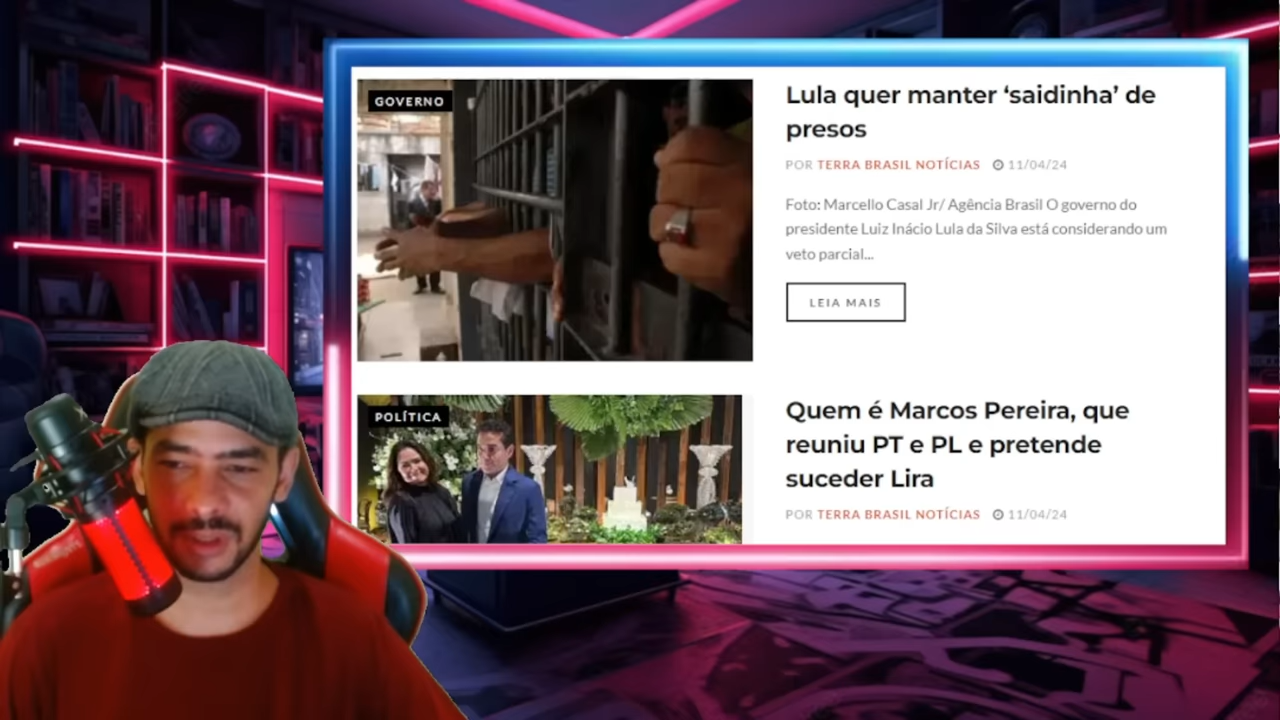 GOVERNO
Lula quer manter ‘saidinha’ de
presos
POR TERRA BRASIL NOTÍCIAS 11/04/24
Foto: Marcello Casal Jr/ Agência Brasil O governo do
presidente Luiz Inácio Lula da Silva está considerando um
veto parcial...
LEIA MAIS
POLÍTICA
Quem é Marcos Pereira, que
reuniu PT e PL e pretende
suceder Lira
POR TERRA BRASIL NOTÍCIAS 11/04/24